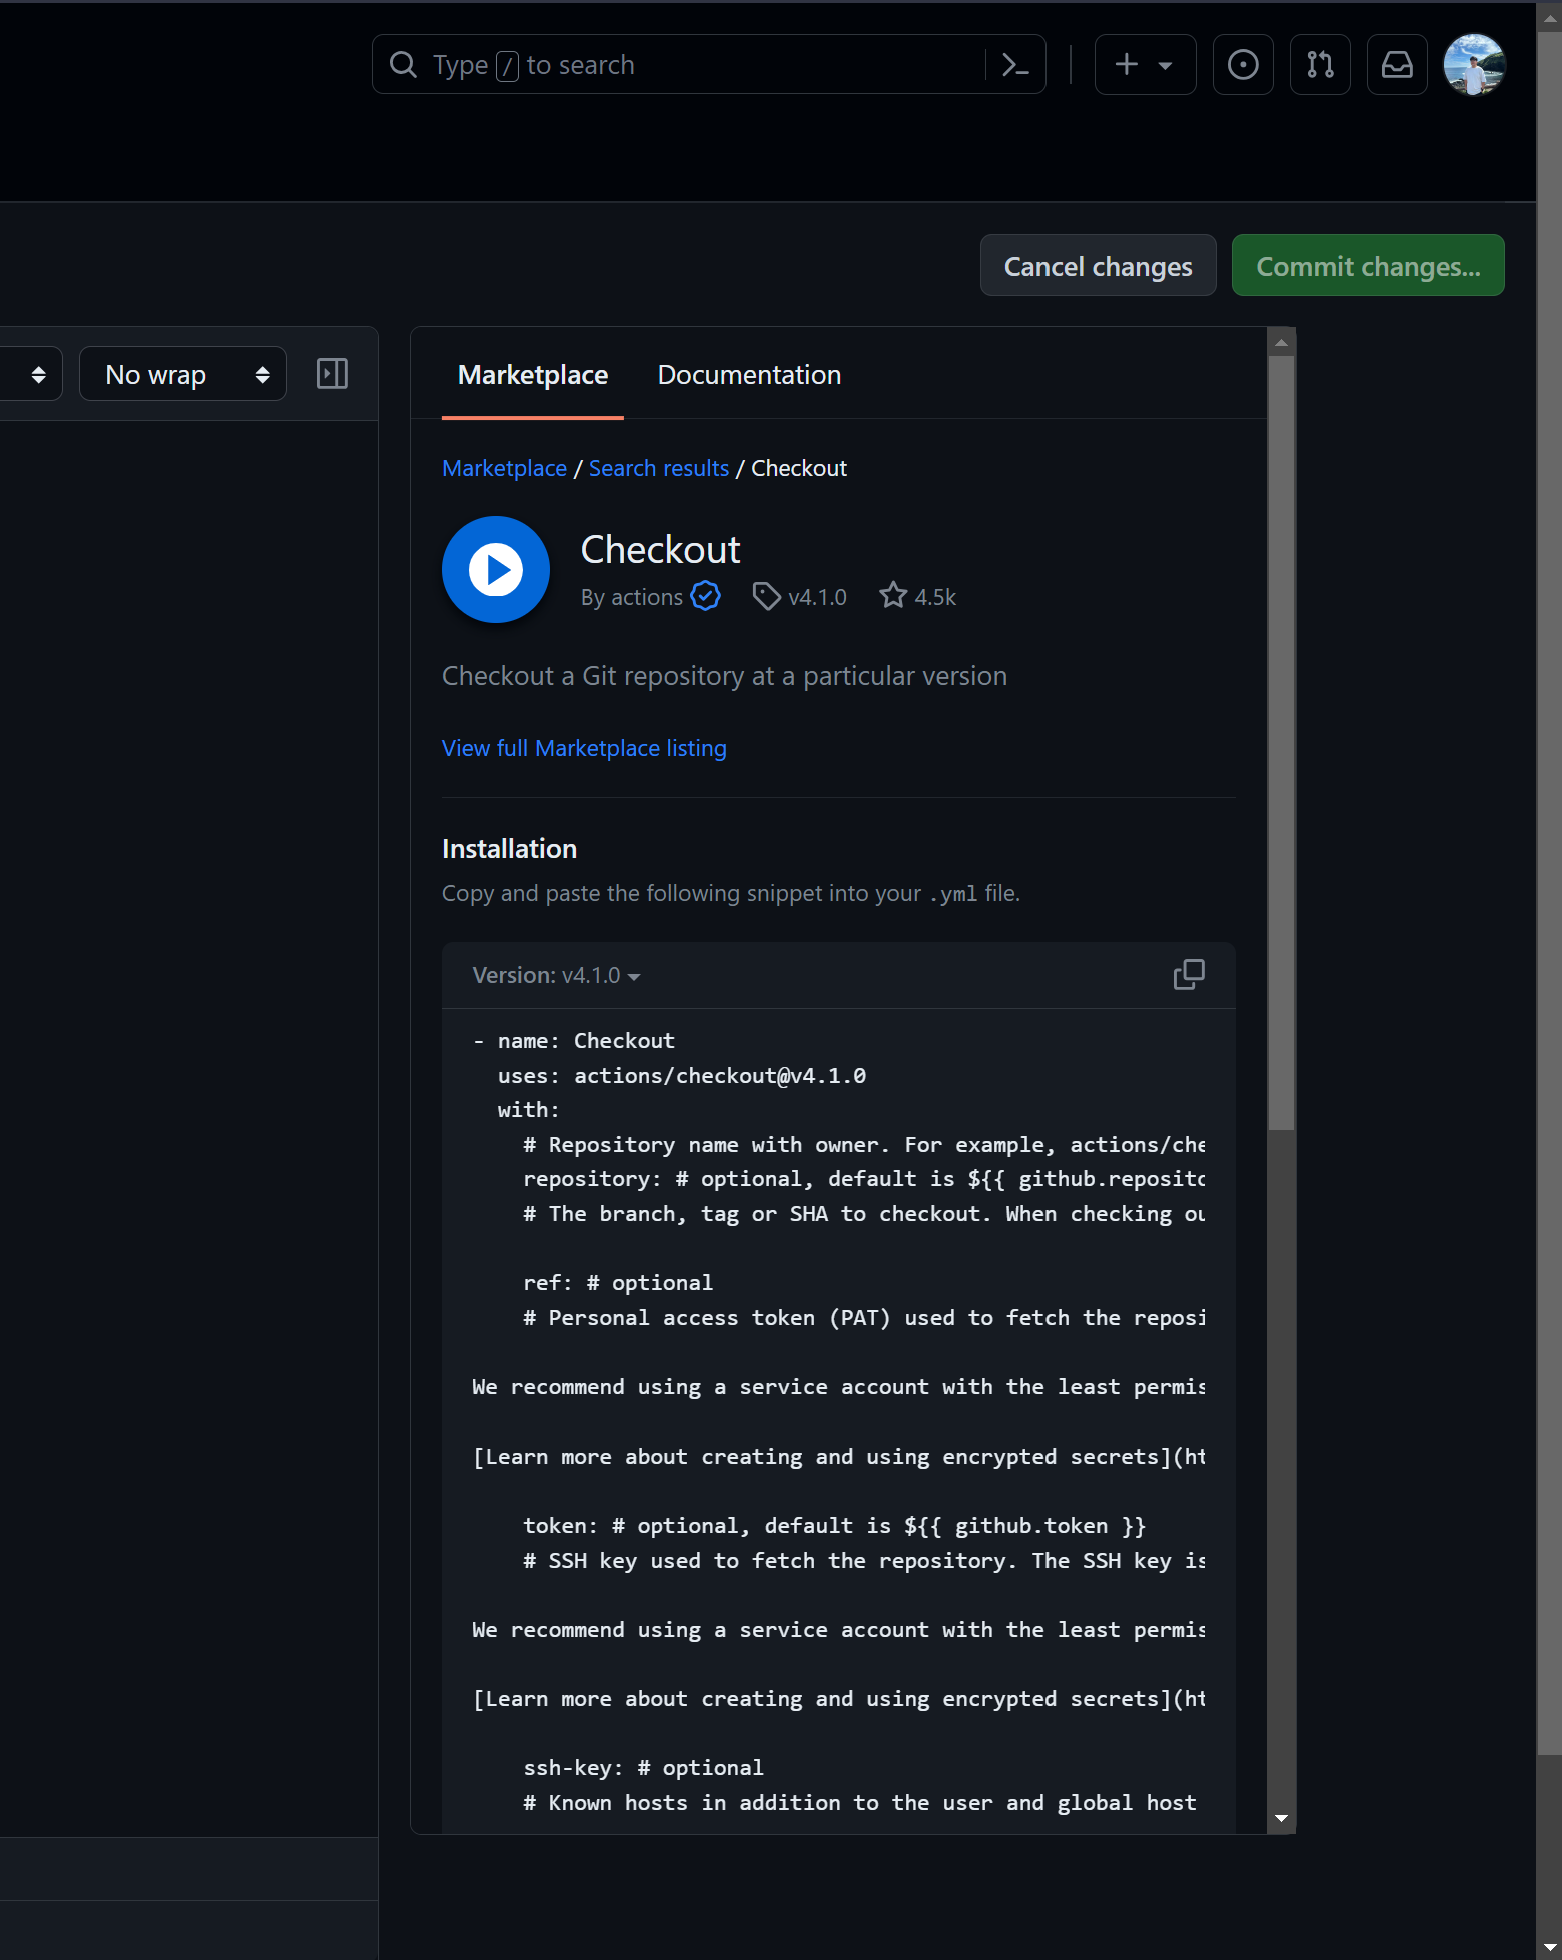 Type / to search
Cancel changes
Commit changes...
No wrap
Marketplace
Documentation
Marketplace / Search results / Checkout
Checkout
By actions v4.1.0 4.5k
Checkout a Git repository at a particular version
View full Marketplace listing
Installation
Copy and paste the following snippet into your .yml file.
Version: v4.1.0
- name: Checkout
uses: actions/checkout@v4.1.0
with:
# Repository name with owner. For example, actions/che
repository: # optional, default is ${{ github.reposito
# The branch, tag or SHA to checkout. When checking ou
ref: # optional
# Personal access token (PAT) used to fetch the reposi
We recommend using a service account with the least permis
[Learn more about creating and using encrypted secrets](ht
token: # optional, default is ${{ github.token }}
# SSH key used to fetch the repository. The SSH key is
We recommend using a service account with the least permis
[Learn more about creating and using encrypted secrets](ht
ssh-key: # optional
# Known hosts in addition to the user and global host